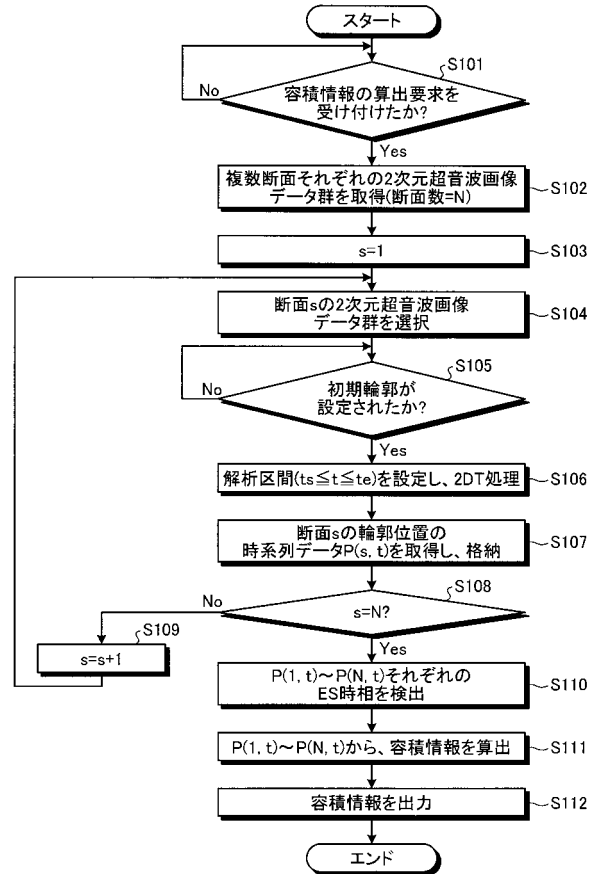 スタート
S101
容積情報の算出要求を
受け付けたか?
No
Yes
複数断面それぞれの2次元超音波画像
データ群を取得(断面数=N)
S102
s=1
S103
断面sの2次元超音波画像
データ群を選択
S104
S105
初期輪郭が
設定されたか?
No
Yes
解析区間(ts≦t≦te)を設定し、2DT処理
S106
断面sの輪郭位置の
時系列データP(s, t)を取得し、格納
S107
S108
s=N?
No
Yes
S109
s=s+1
P(1, t)～P(N, t)それぞれの
ES時相を検出
S110
P(1, t)～P(N, t)から、容積情報を算出
S111
容積情報を出力
S112
エンド